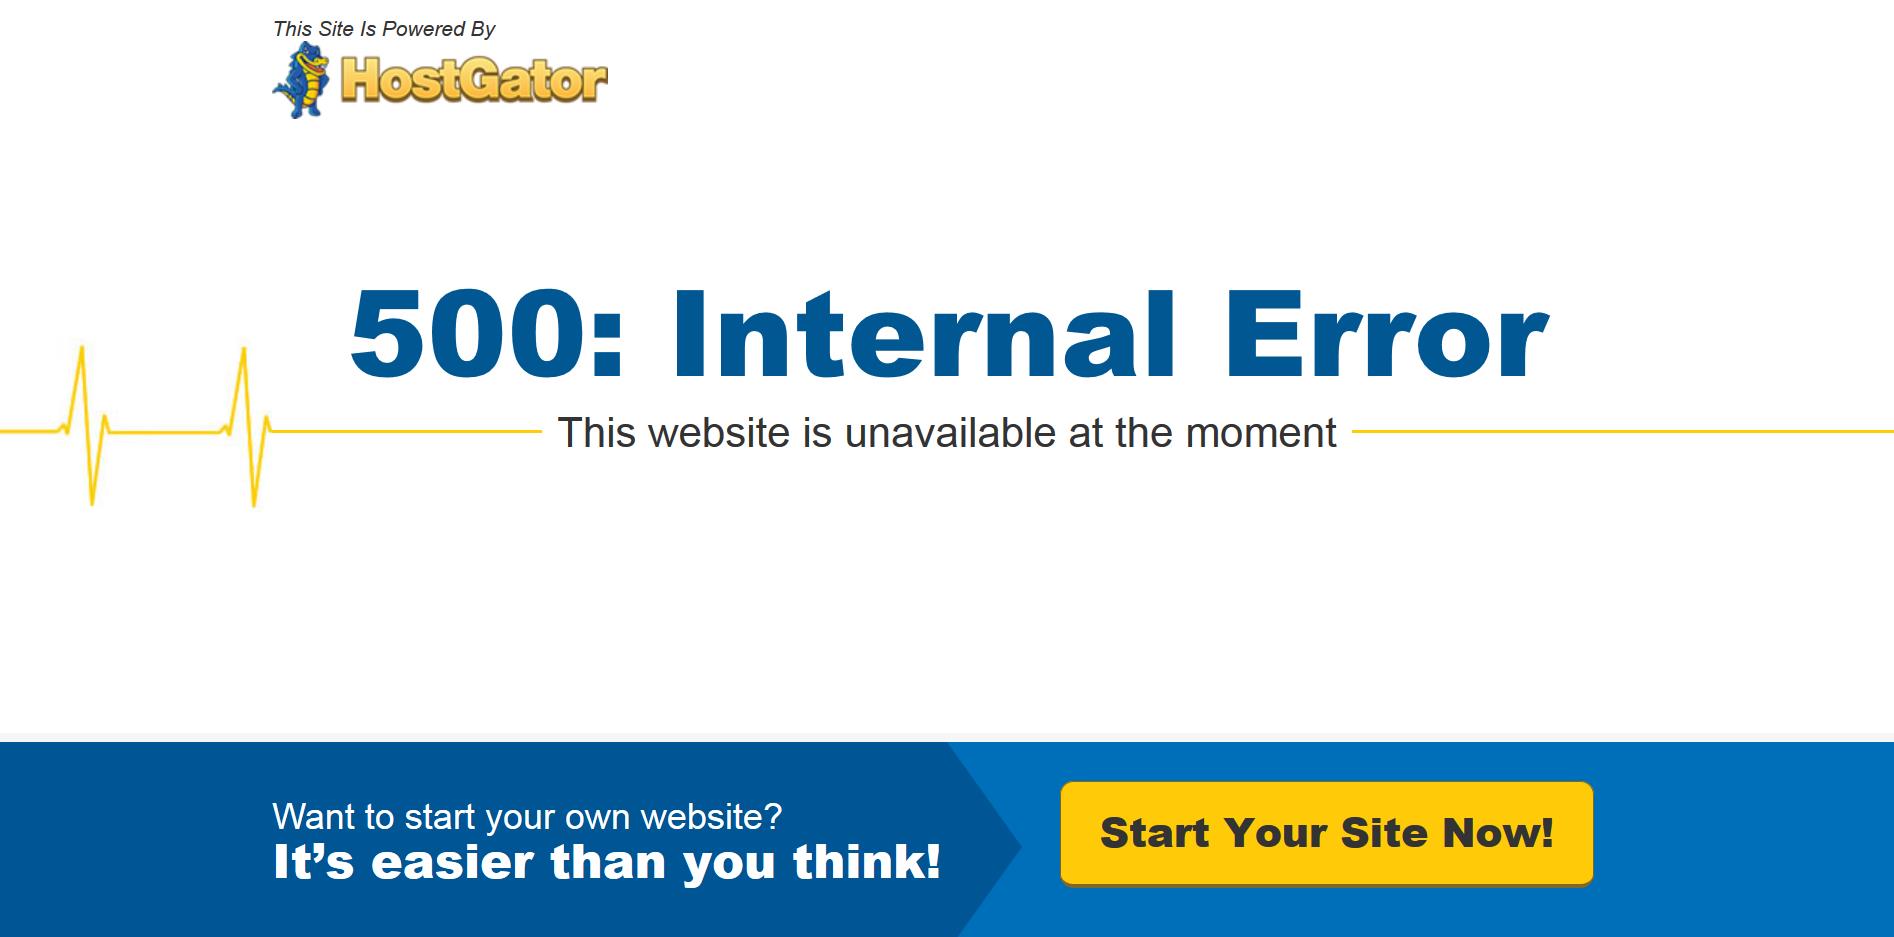 This Site Is Powered By
HostGator
500: Internal Error
This website is unavailable at the moment
Want to start your own website?
It’s easier than you think!
Start Your Site Now!